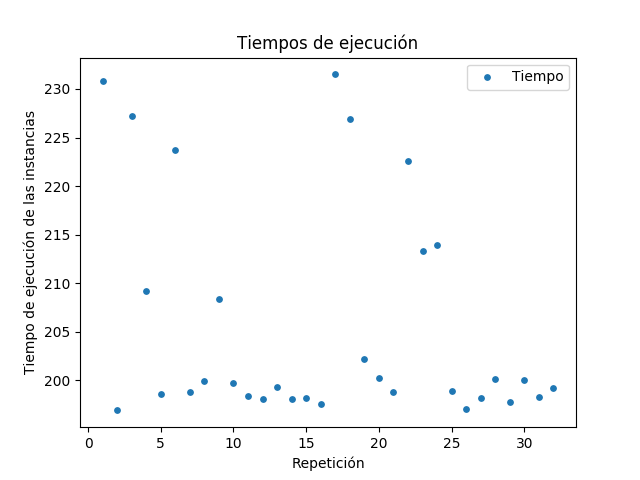 Tiempos de ejecución
Tiempo
Tiempo de ejecución de las instancias
230
225
220
215
210
205
200
0 5 10 15 20 25 30
Repetición